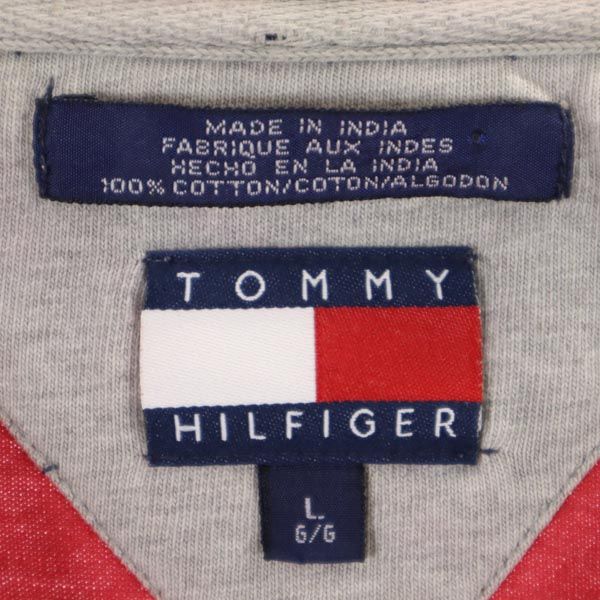 MADE IN INDIA
FABRIQUE AUX INDES
HECHO EN LA INDIA
100% COTTON/COTON/ALGODON
TOMMY
HILFIGER
L
G/G